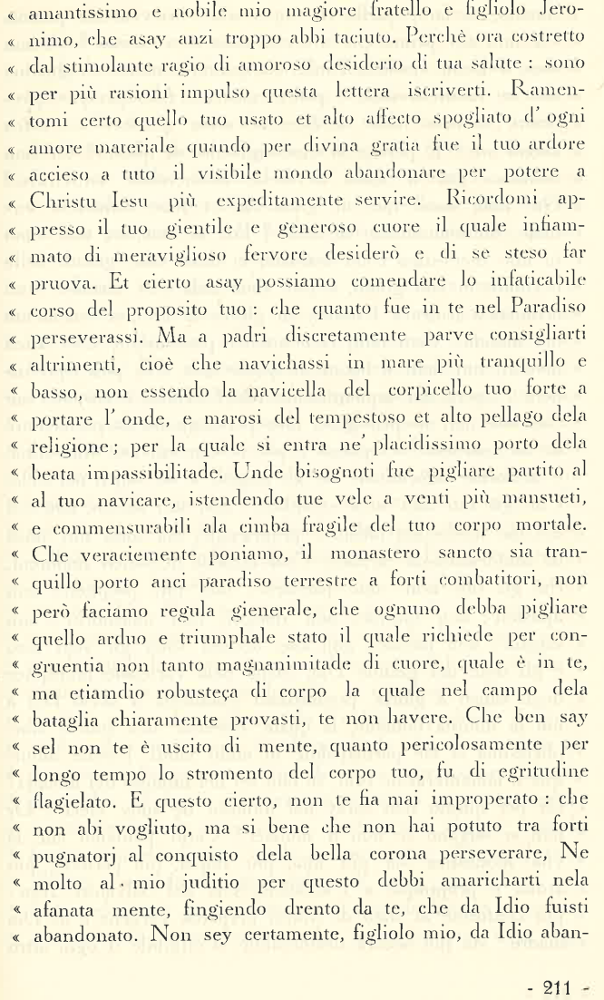 « amantissimo e nobile mio magiore fratello e figliolo Jero-
« nimo, che asay anzi troppo abbi taciuto. Perchè ora costretto
« dal stimolante ragio di amoroso desiderio di tua salute : sono
« per più rasioni impulso questa lettera iscriverti. Ramen-
« tomi certo quello tuo usato et alto affecto spogliato d' ogni
« amore materiale quando per divina gratia fue il tuo ardore
« accieso a tuto il visibile mondo abandonare per potere a
« Christu Iesu più expeditamente servire. Ricordomi ap-
« presso il tuo gientile e generoso cuore il quale infiam-
« mato di meraviglioso fervore desiderò e di se steso far
« pruova. Et cierto asay possiamo comendare lo infaticabile
« corso del proposito tuo : che quanto fue in te nel Paradiso
« perseverassi. Ma a padri discretamente parve consigliarti
« altrimenti, cioè che navichassi in mare più tranquillo e
« basso, non essendo la navicella del corpicello tuo forte a
« portare l' onde, e marosi del tempestoso et alto pellago dela
« religione; per la quale si entra ne' placidissimo porto dela
« beata impassibilitade. Unde bisognoti fue pigliare partito al
« al tuo navicare, istendendo tue vele a venti più mansueti,
« e commensurabili ala cimba fragile del tuo corpo mortale.
« Che veraciemente poniamo, il monastero sancto sia tran-
« quillo porto anci paradiso terrestre a forti combatitori, non
« però faciamo regula gienerale, che ognuno debba pigliare
« quello arduo e triumphale stato il quale richiede per con-
« gruentia non tanto magnanimitade di cuore, quale è in te,
« ma etiamdio robusteça di corpo la quale nel campo dela
« bataglia chiaramente provasti, te non havere. Che ben say
« sel non te è uscito di mente, quanto pericolosamente per
« longo tempo lo stromento del corpo tuo, fu di egritudine
« flagielato. E questo cierto, non te fia mai improperato : che
« non abi vogliuto, ma si bene che non hai potuto tra forti
« pugnatorj al conquisto dela bella corona perseverare, Ne
« molto al · mio juditio per questo debbi amaricharti nela
« afanata mente, fingiendo drento da te, che da Idio fuisti
« abandonato. Non sey certamente, figliolo mio, da Idio aban-
- 211 -